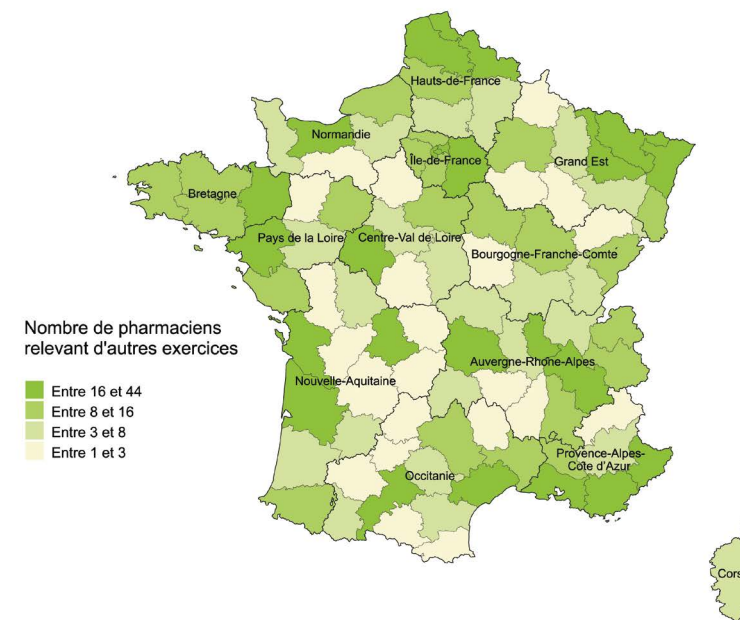 Hauts-de-France
Normandie
Île-de-France
Grand Est
Bretagne
Pays de la Loire
Centre-Val de Loire
Bourgogne-Franche-Comté
Nombre de pharmaciens
relevant d'autres exercices
Entre 16 et 44
Entre 8 et 16
Entre 3 et 8
Entre 1 et 3
Auvergne-Rhône-Alpes
Nouvelle-Aquitaine
Provence-Alpes-
Côte d'Azur
Occitanie
Cors